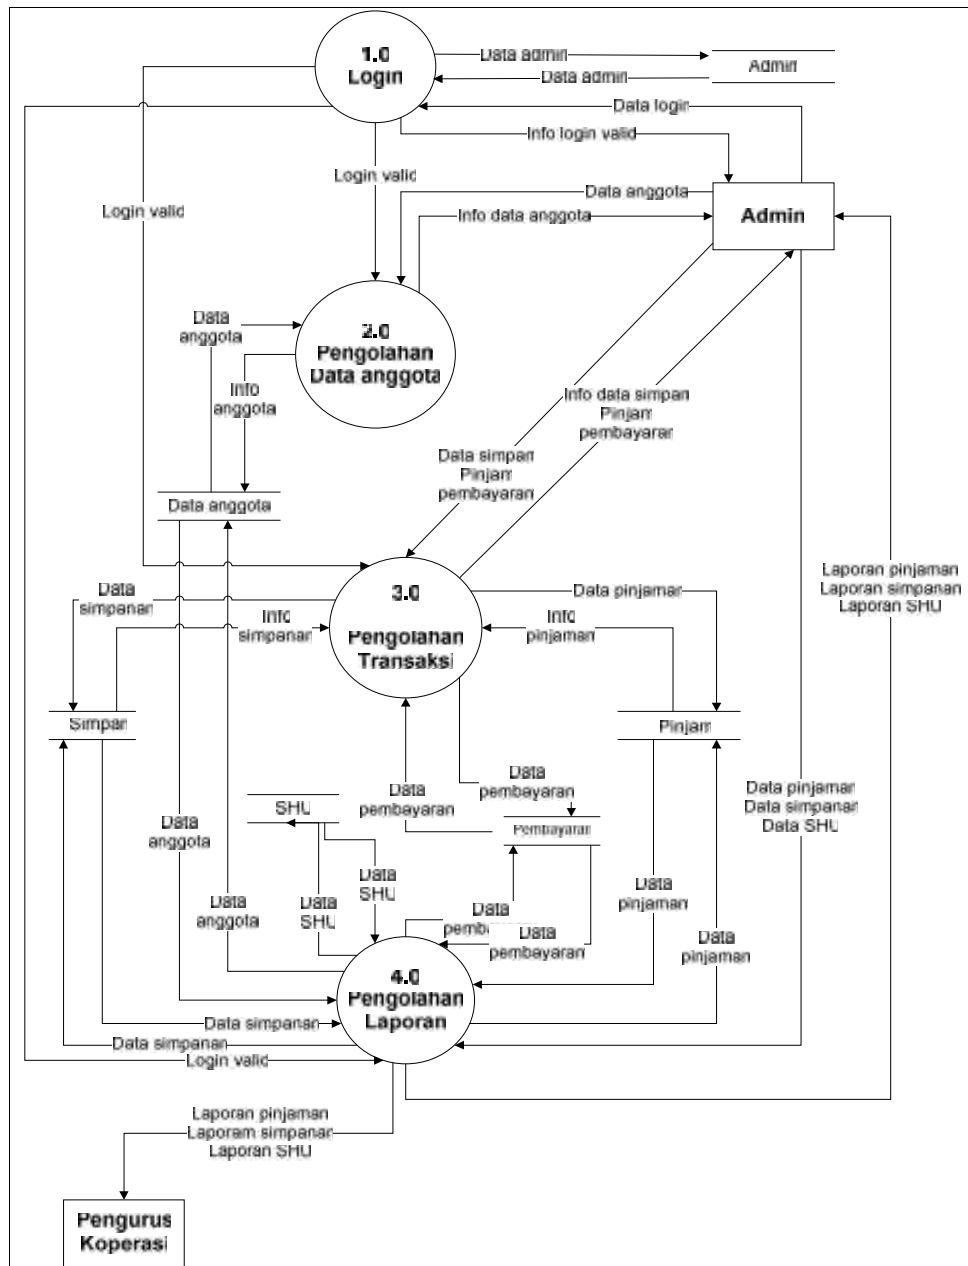 1.0
Login
Data admin
Data admin
Admin
Data login
Info login valid
Login valid
Login valid
Data anggota
Info data anggota
Admin
Data
anggota
2.0
Pengolahan
Data anggota
Info
anggota
Info data simpan
Pinjam
pembayaran
Data simpan
Pinjam
pembayaran
Data anggota
Data
simpanan
Info
simpanan
3.0
Pengolahan
Transaksi
Data pinjaman
Info
pinjaman
Laporan pinjaman
Laporan simpanan
Laporan SHU
Simpan
Pinjam
Data
pembayaran
Data
pembayaran
SHU
Pembayaran
Data pinjaman
Data simpanan
Data SHU
Data
anggota
Data
SHU
Data
SHU
Data
anggota
Data
pemb
Data
pembayaran
Data
pinjaman
Data
pinjaman
4.0
Pengolahan
Laporan
Data simpanan
Data simpanan
Login valid
Laporan pinjaman
Laporam simpanan
Laporan SHU
Pengurus
Koperasi